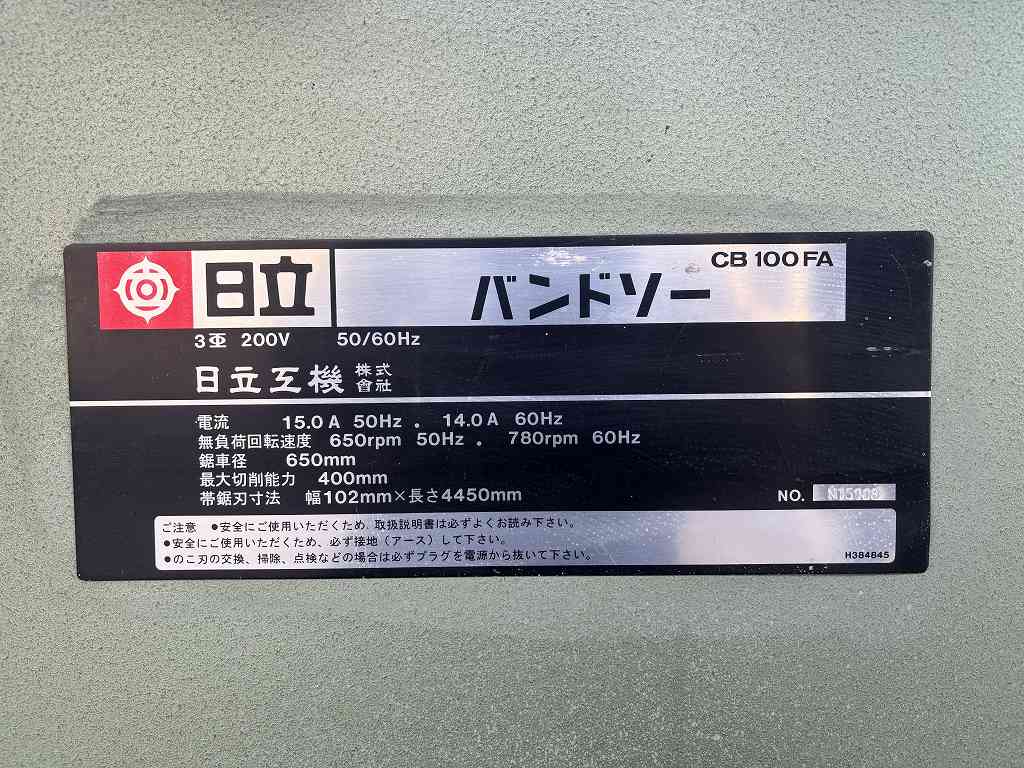 日立
バンドソー
CB 100FA
3相 200V 50/60Hz
日立工機 株式會社
電流 15.0A 50Hz . 14.0A 60Hz
無負荷回転速度 650rpm 50Hz . 780rpm 60Hz
鋸車径 650mm
最大切削能力 400mm
帯鋸刃寸法 幅102mm×長さ4450mm
NO.
ご注意 ●安全にご使用いただくため、取扱説明書は必ずよくお読み下さい。
●安全にご使用いただくため、必ず接地(アース)して下さい。
●のこ刃の交換、掃除、点検などの場合は必ずプラグを電源から抜いて下さい。
H384845